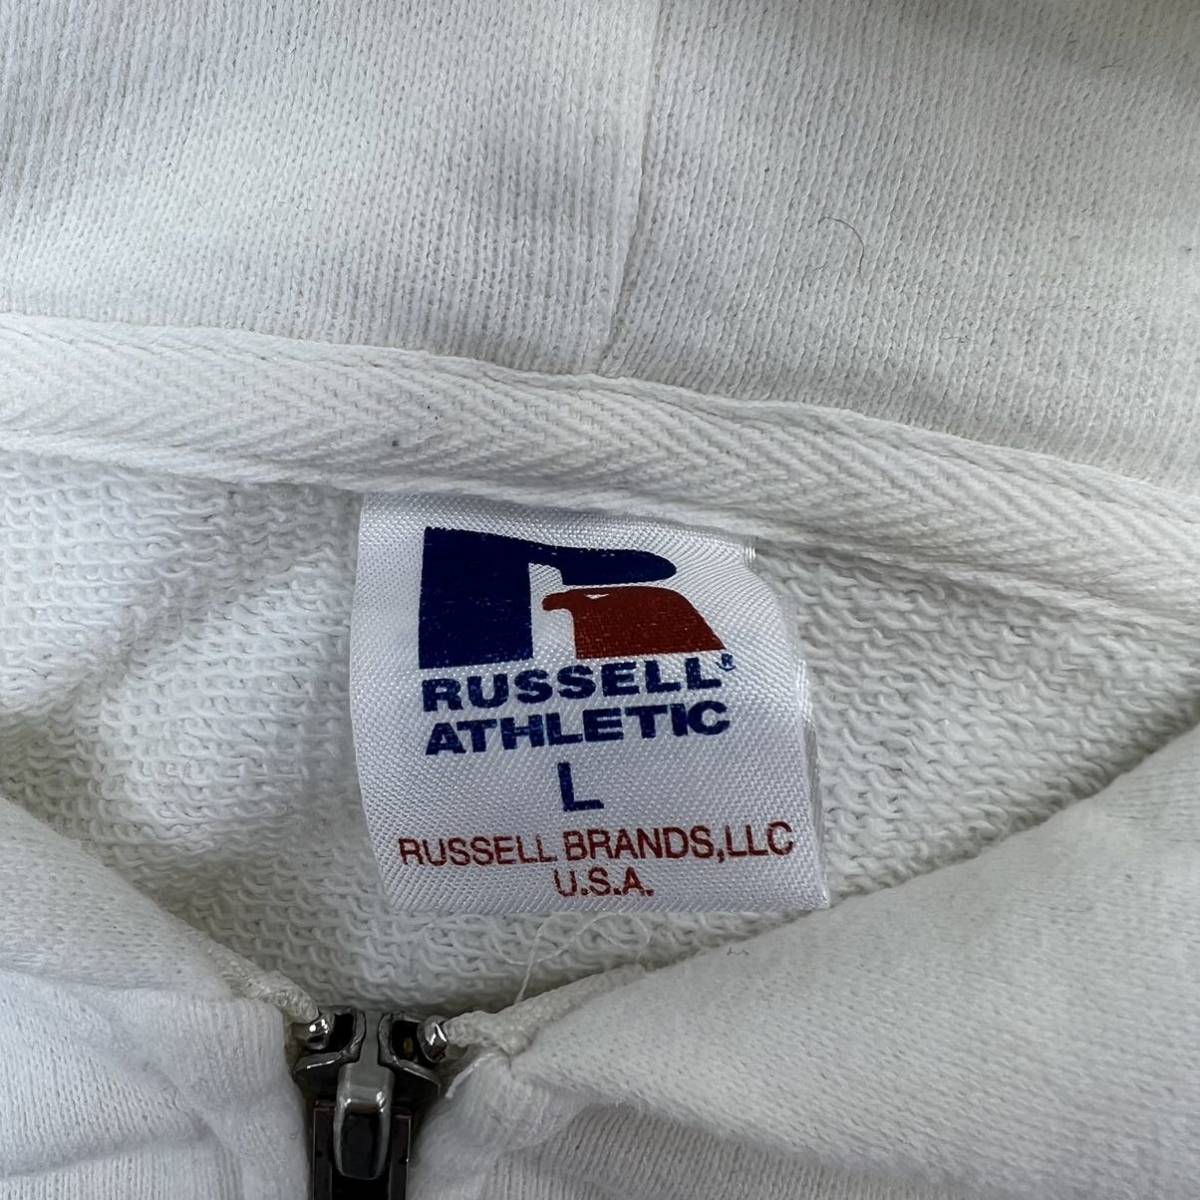 RUSSELL®
ATHLETIC
L
RUSSELL BRANDS,LLC
U.S.A.